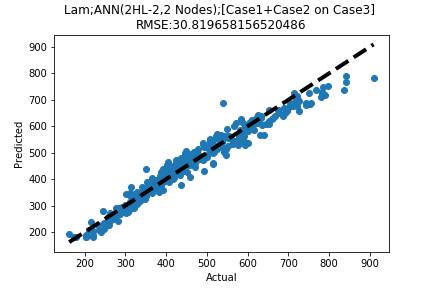 Lam;ANN(2HL-2,2 Nodes);[Case1+Case2 on Case3]
RMSE:30.819658156520486
900
800
700
600
500
400
300
200
Predicted
200 300 400 500 600 700 800 900
Actual